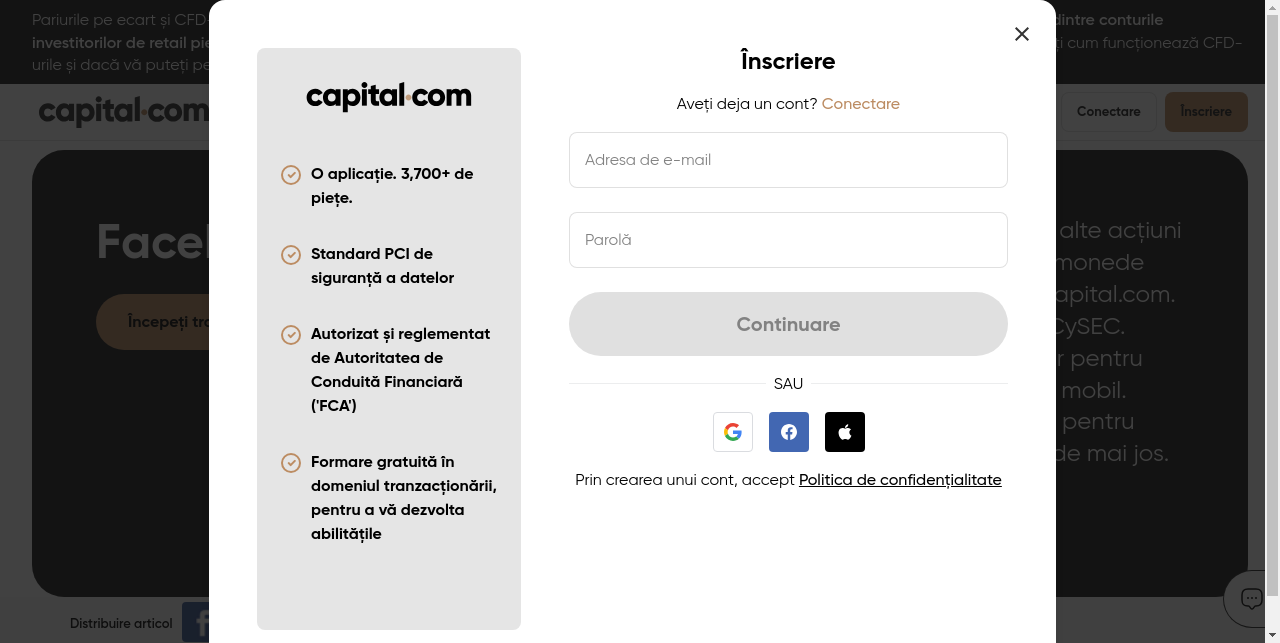 Pariurile pe ecart și CFD-
dintre conturile
investitorilor de retail pie
ți cum funcționează CFD-
urile și dacă vă puteți pe
capital.com
Conectare
Înscriere
Face
Începeți tra
alte acțiuni
monede
apital.com.
CySEC.
r pentru
mobil.
pentru
de mai jos.
Distribuire articol
capital.com
O aplicație. 3,700+ de
piețe.
Standard PCI de
siguranță a datelor
Autorizat și reglementat
de Autoritatea de
Conduită Financiară
('FCA')
Formare gratuită în
domeniul tranzacționării,
pentru a vă dezvolta
abilitățile
Înscriere
Aveți deja un cont? Conectare
Adresa de e-mail
Parolă
Continuare
SAU
Prin crearea unui cont, accept Politica de confidențialitate